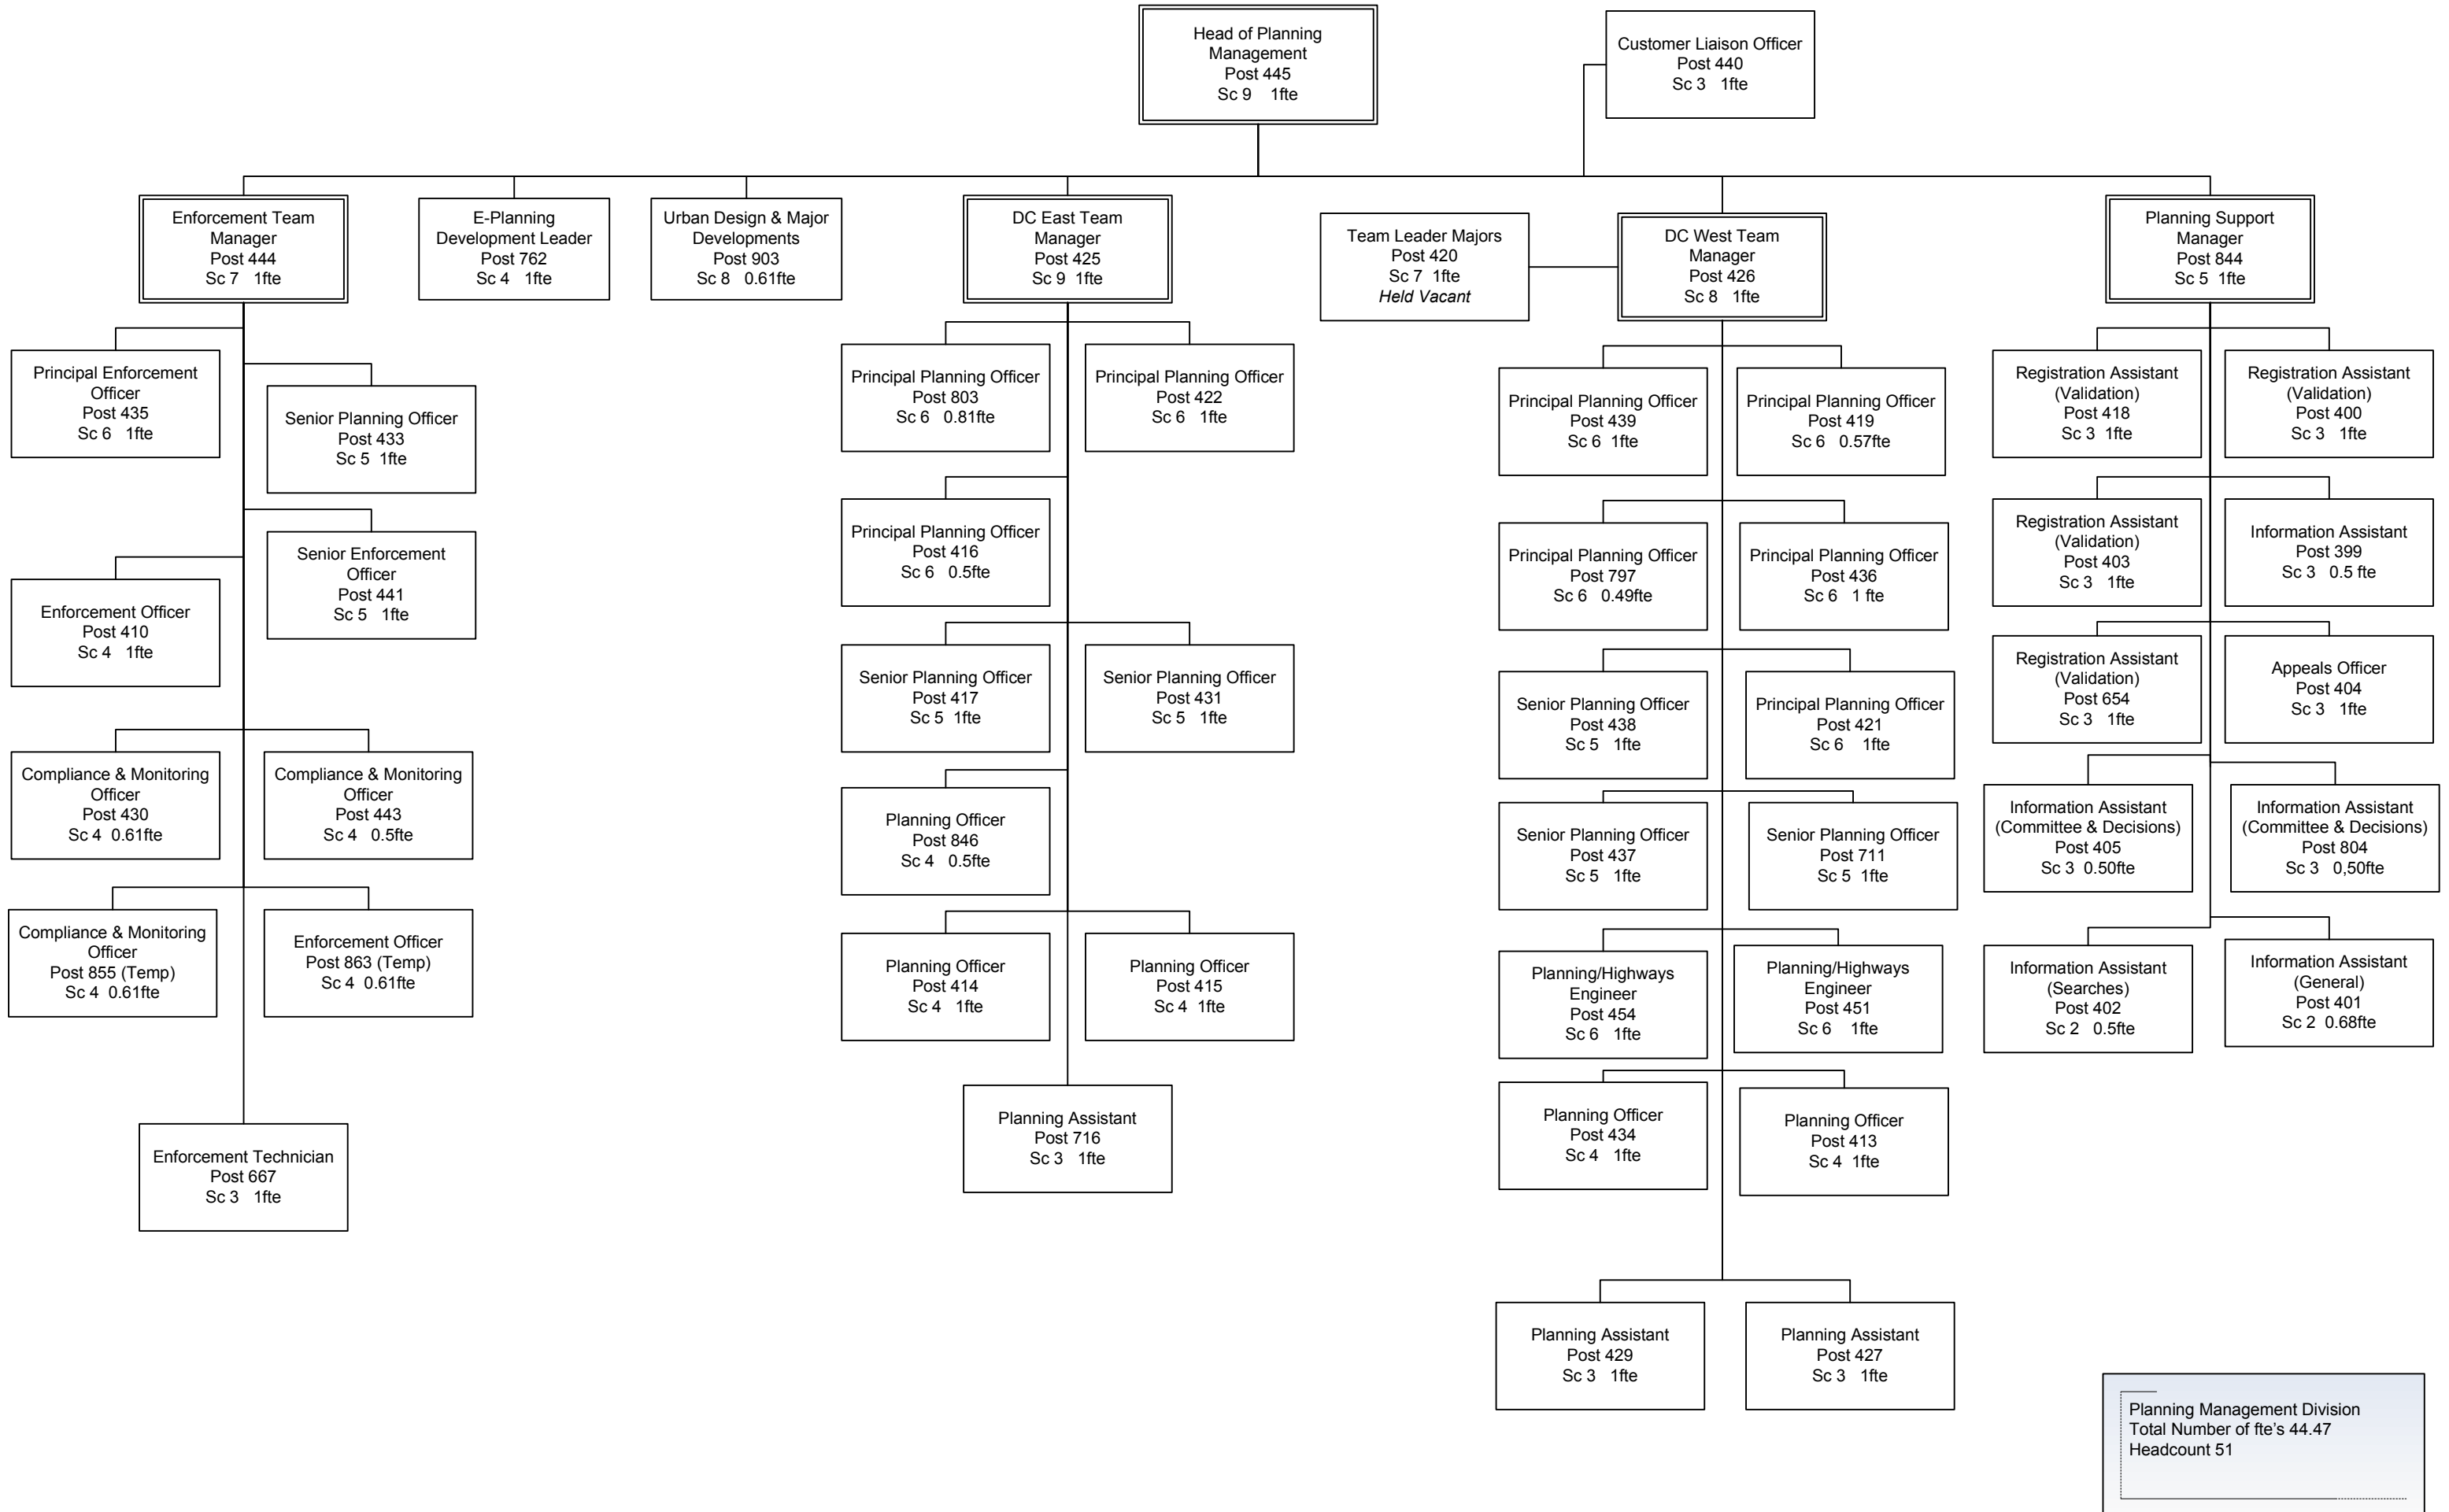 Head of Planning
Management
Post 445
Sc 9 1fte
Customer Liaison Officer
Post 440
Sc 3 1fte
Enforcement Team
Manager
Post 444
Sc 7 1fte
E-Planning
Development Leader
Post 762
Sc 4 1fte
Urban Design & Major
Developments
Post 903
Sc 8 0.61fte
DC East Team
Manager
Post 425
Sc 9 1fte
Team Leader Majors
Post 420
Sc 7 1fte
Held Vacant
DC West Team
Manager
Post 426
Sc 8 1fte
Planning Support
Manager
Post 844
Sc 5 1fte
Principal Enforcement
Officer
Post 435
Sc 6 1fte
Senior Planning Officer
Post 433
Sc 5 1fte
Senior Enforcement
Officer
Post 441
Sc 5 1fte
Enforcement Officer
Post 410
Sc 4 1fte
Compliance & Monitoring
Officer
Post 430
Sc 4 0.61fte
Compliance & Monitoring
Officer
Post 443
Sc 4 0.5fte
Compliance & Monitoring
Officer
Post 855 (Temp)
Sc 4 0.61fte
Enforcement Officer
Post 863 (Temp)
Sc 4 0.61fte
Enforcement Technician
Post 667
Sc 3 1fte
Principal Planning Officer
Post 803
Sc 6 0.81fte
Principal Planning Officer
Post 422
Sc 6 1fte
Principal Planning Officer
Post 416
Sc 6 0.5fte
Senior Planning Officer
Post 417
Sc 5 1fte
Senior Planning Officer
Post 431
Sc 5 1fte
Planning Officer
Post 846
Sc 4 0.5fte
Planning Officer
Post 414
Sc 4 1fte
Planning Officer
Post 415
Sc 4 1fte
Planning Assistant
Post 716
Sc 3 1fte
Principal Planning Officer
Post 439
Sc 6 1fte
Principal Planning Officer
Post 419
Sc 6 0.57fte
Principal Planning Officer
Post 797
Sc 6 0.49fte
Principal Planning Officer
Post 436
Sc 6 1 fte
Senior Planning Officer
Post 438
Sc 5 1fte
Principal Planning Officer
Post 421
Sc 6 1fte
Senior Planning Officer
Post 437
Sc 5 1fte
Senior Planning Officer
Post 711
Sc 5 1fte
Planning/Highways
Engineer
Post 454
Sc 6 1fte
Planning/Highways
Engineer
Post 451
Sc 6 1fte
Planning Officer
Post 434
Sc 4 1fte
Planning Officer
Post 413
Sc 4 1fte
Planning Assistant
Post 429
Sc 3 1fte
Planning Assistant
Post 427
Sc 3 1fte
Registration Assistant
(Validation)
Post 418
Sc 3 1fte
Registration Assistant
(Validation)
Post 400
Sc 3 1fte
Registration Assistant
(Validation)
Post 403
Sc 3 1fte
Information Assistant
Post 399
Sc 3 0.5 fte
Registration Assistant
(Validation)
Post 654
Sc 3 1fte
Appeals Officer
Post 404
Sc 3 1fte
Information Assistant
(Committee & Decisions)
Post 405
Sc 3 0.50fte
Information Assistant
(Committee & Decisions)
Post 804
Sc 3 0,50fte
Information Assistant
(Searches)
Post 402
Sc 2 0.5fte
Information Assistant
(General)
Post 401
Sc 2 0.68fte
Planning Management Division
Total Number of fte's 44.47
Headcount 51